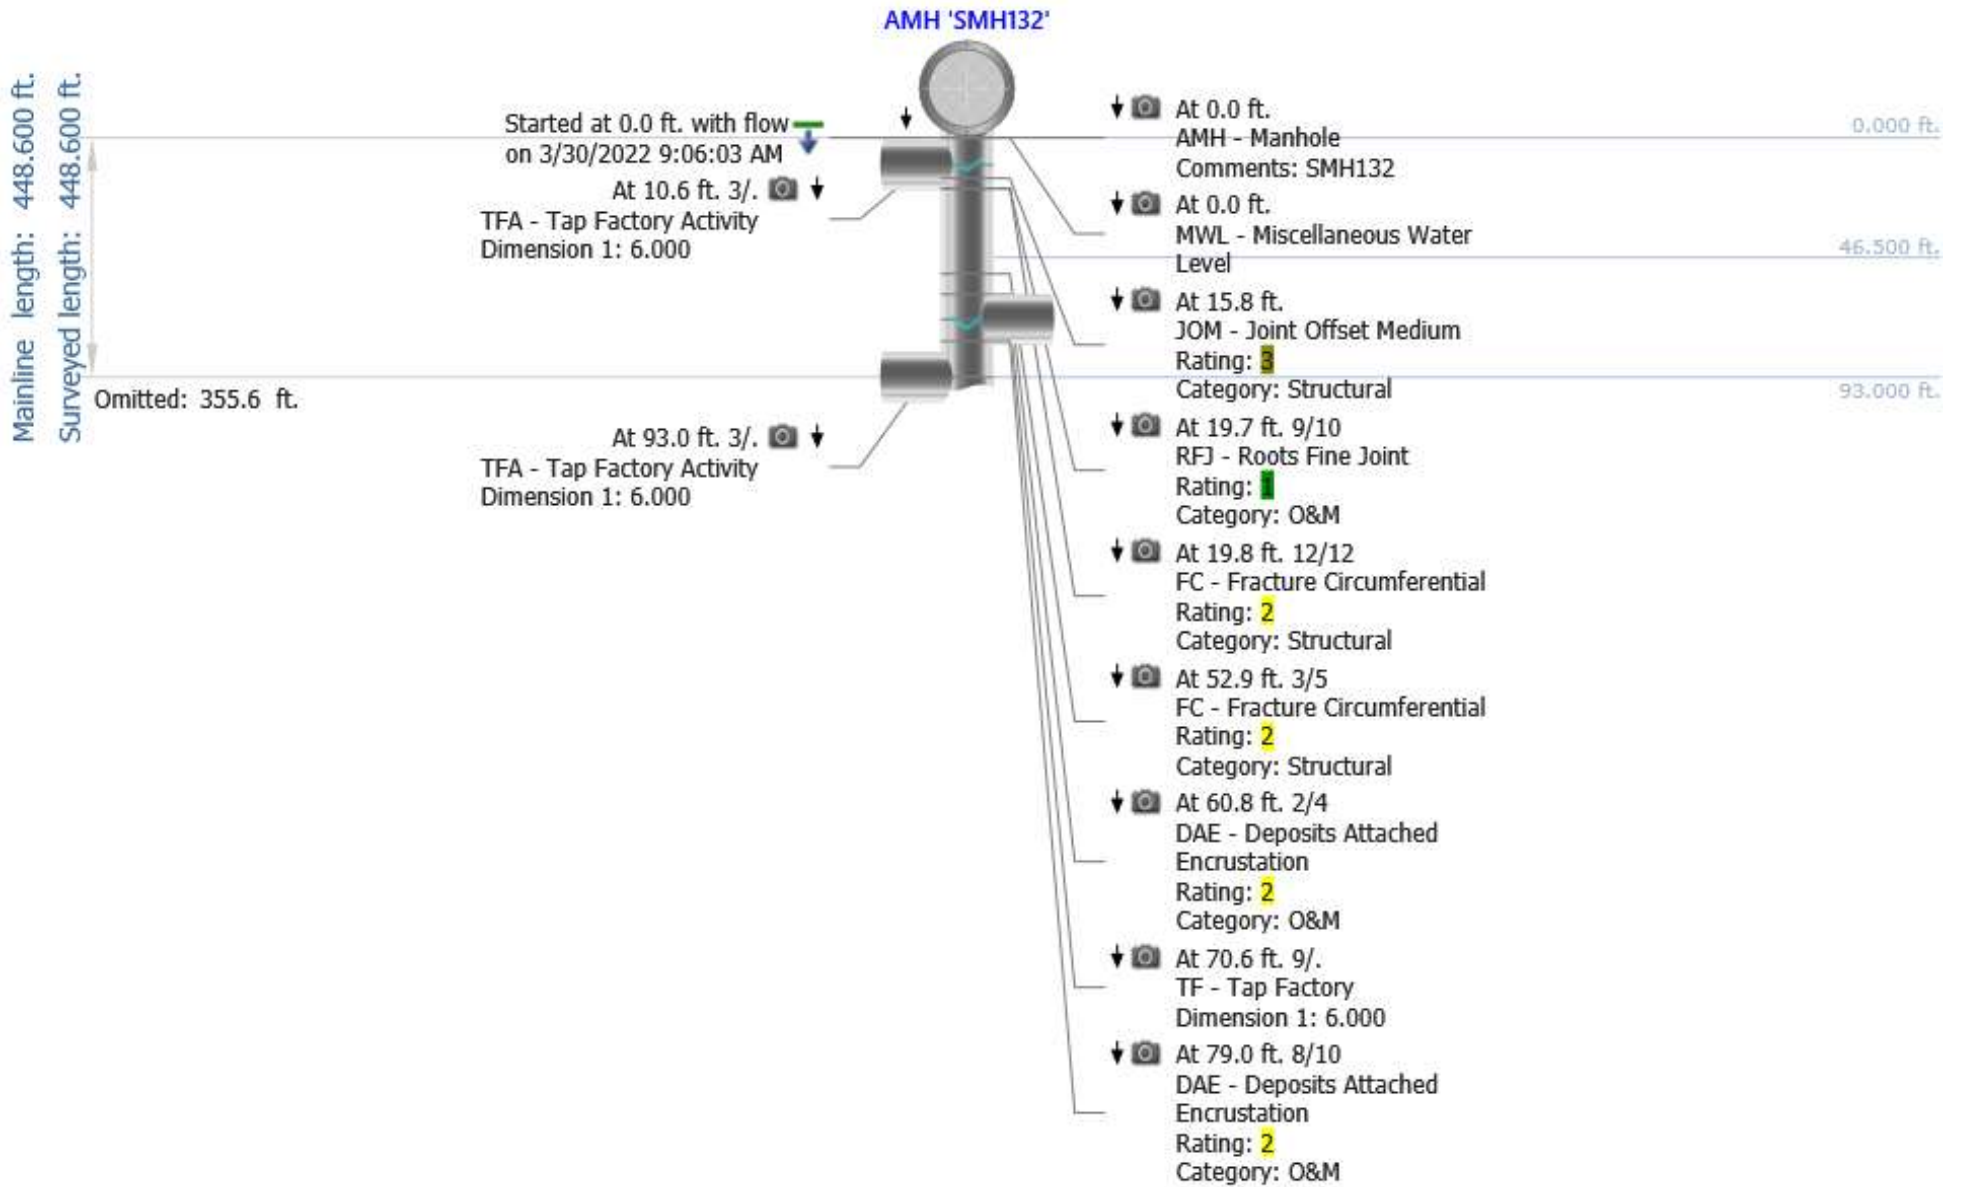 AMH 'SMH132'
Mainline length: 448.600 ft.
Surveyed length: 448.600 ft.
Started at 0.0 ft. with flow
on 3/30/2022 9:06:03 AM
At 10.6 ft. 3/.
TFA - Tap Factory Activity
Dimension 1: 6.000
Omitted: 355.6 ft.
At 93.0 ft. 3/.
TFA - Tap Factory Activity
Dimension 1: 6.000
At 0.0 ft.
AMH - Manhole
Comments: SMH132
At 0.0 ft.
MWL - Miscellaneous Water
Level
At 15.8 ft.
JOM - Joint Offset Medium
Rating: 3
Category: Structural
At 19.7 ft. 9/10
RFJ - Roots Fine Joint
Rating: 1
Category: O&M
At 19.8 ft. 12/12
FC - Fracture Circumferential
Rating: 2
Category: Structural
At 52.9 ft. 3/5
FC - Fracture Circumferential
Rating: 2
Category: Structural
At 60.8 ft. 2/4
DAE - Deposits Attached
Encrustation
Rating: 2
Category: O&M
At 70.6 ft. 9/.
TF - Tap Factory
Dimension 1: 6.000
At 79.0 ft. 8/10
DAE - Deposits Attached
Encrustation
Rating: 2
Category: O&M
0.000 ft.
46.500 ft.
93.000 ft.